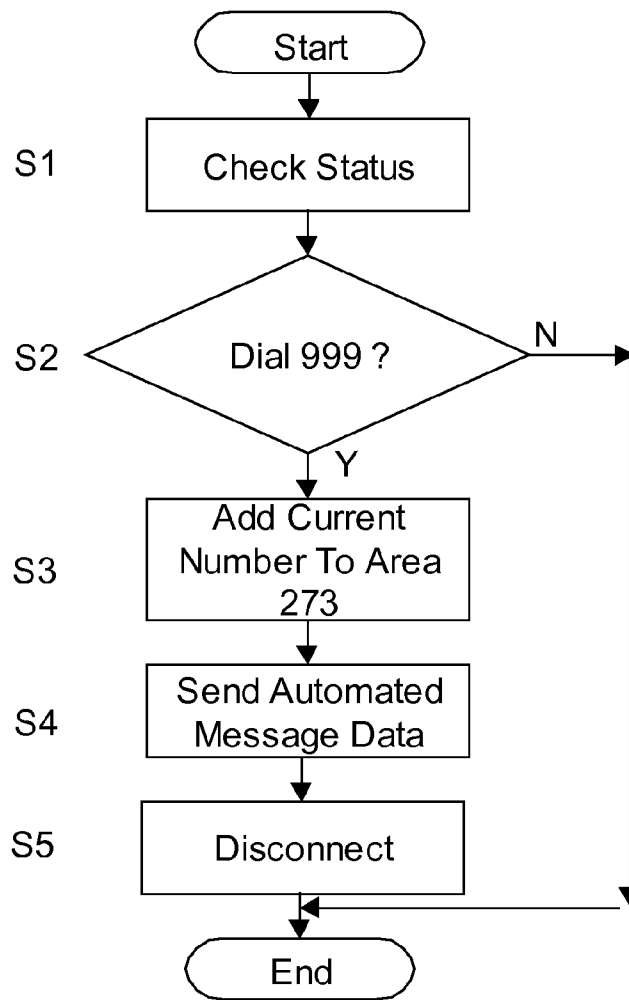 Start
S1
Check Status
S2
Dial 999 ?
N
Y
S3
Add Current
Number To Area
273
S4
Send Automated
Message Data
S5
Disconnect
End